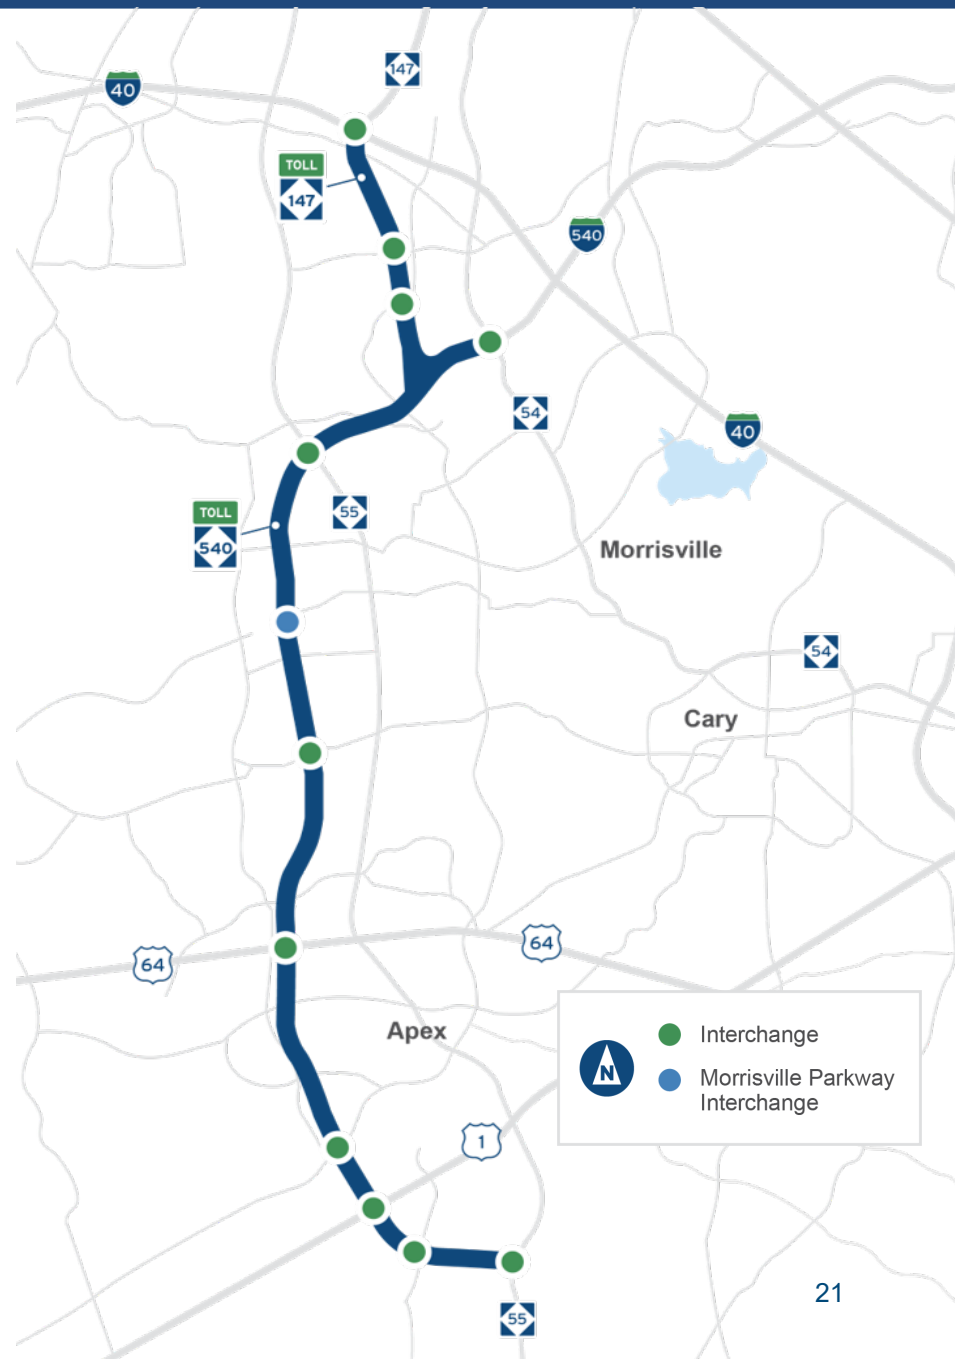 147
40
TOLL
147
540
54
40
TOLL
540
55
Morrisville
54
Cary
64
64
Apex
Interchange
N
Morrisville Parkway
Interchange
1
21
55